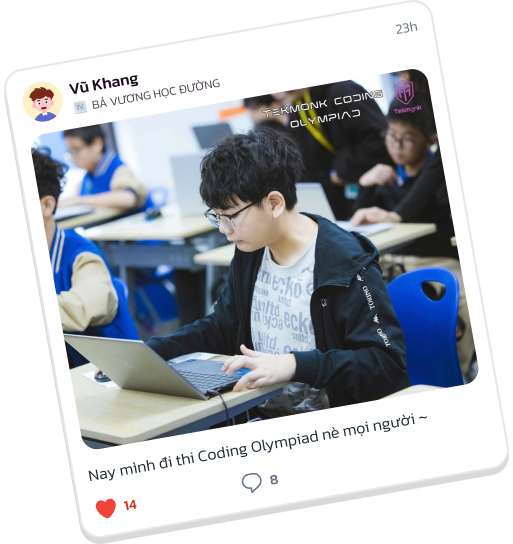 23h
Vũ Khang
BÁ VƯƠNG HỌC ĐƯỜNG
TEKMONK CODING
OLYMPIAD
Tekmonk
Nay mình đi thi Coding Olympiad nè mọi người ~
14
8